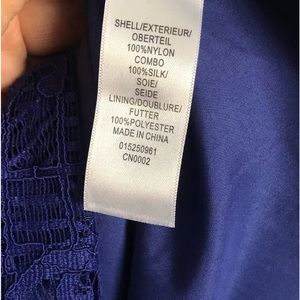 SHELL/EXTERIEUR/
OBERTEIL
100%NYLON
COMBO
100%SILK/
SOIE/
SEIDE
LINING/DOUBLURE/
FUTTER
100%POLYESTER
MADE IN CHINA
015250961
CN0002